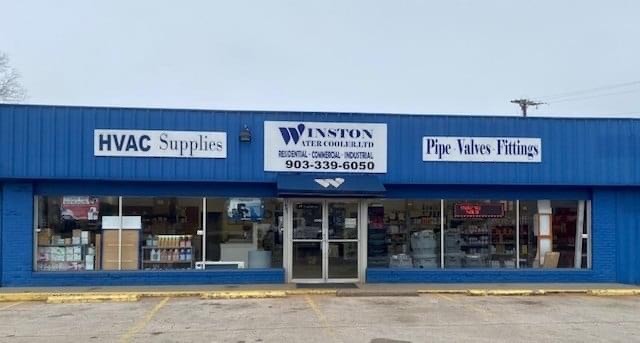 HVAC Supplies
WINSTON
WATER COOLER, LTD
RESIDENTIAL - COMMERCIAL - INDUSTRIAL
903-339-6050
Pipe - Valves - Fittings